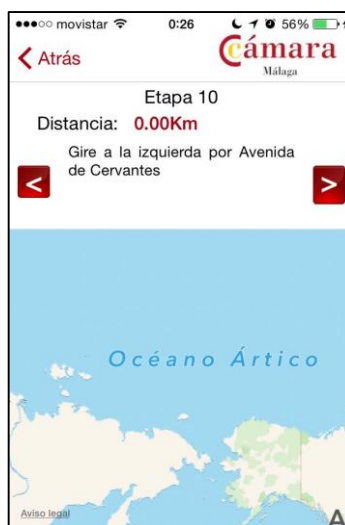 movistar 0:26 56%
Atrás
Cámara
Málaga
Etapa 10
Distancia: 0.00Km
Gire a la izquierda por Avenida
de Cervantes
<
>
Océano Ártico
Aviso legal
A